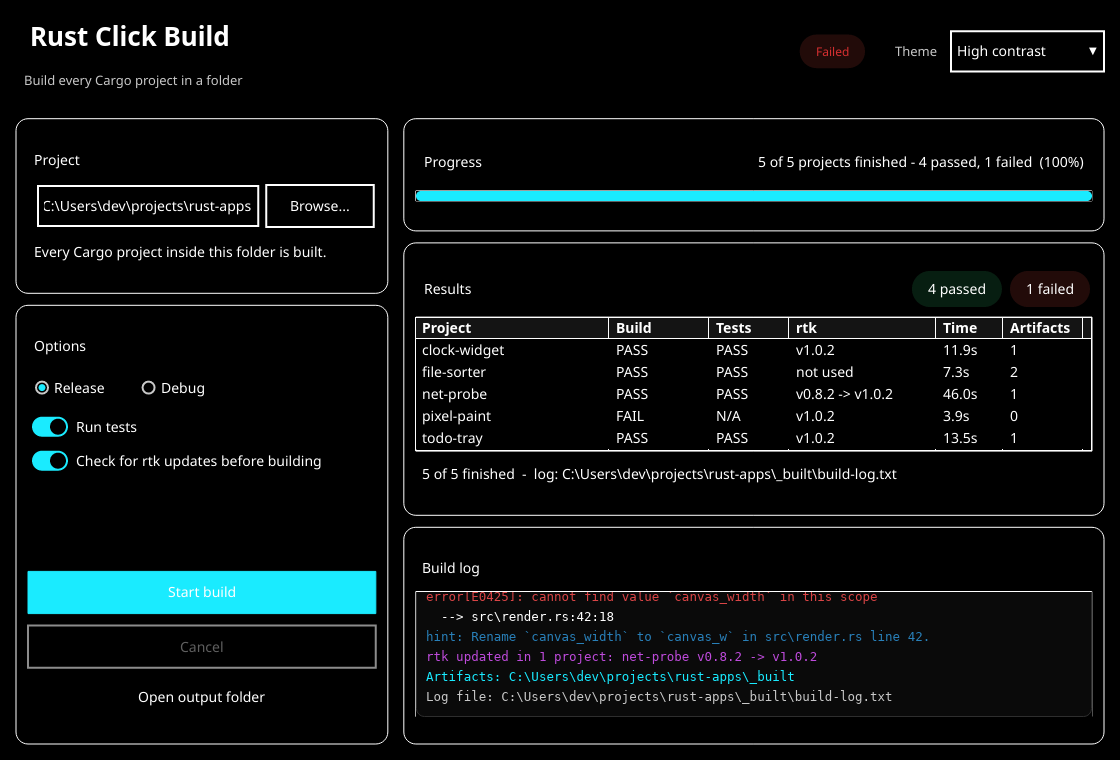 Rust Click Build
Build every Cargo project in a folder
Failed
Theme
High contrast
Project
C:\Users\dev\projects\rust-apps
Browse...
Every Cargo project inside this folder is built.
Options
Release
Debug
Run tests
Check for rtk updates before building
Start build
Cancel
Open output folder
Progress
5 of 5 projects finished - 4 passed, 1 failed (100%)
Results
4 passed
1 failed
Project Build Tests rtk Time Artifacts
clock-widget PASS PASS v1.0.2 11.9s 1
file-sorter PASS PASS not used 7.3s 2
net-probe PASS PASS v0.8.2 -> v1.0.2 46.0s 1
pixel-paint FAIL N/A v1.0.2 3.9s 0
todo-tray PASS PASS v1.0.2 13.5s 1
5 of 5 finished - log: C:\Users\dev\projects\rust-apps\_built\build-log.txt
Build log
error[E0425]: cannot find value `canvas_width` in this scope
--> src\render.rs:42:18
hint: Rename `canvas_width` to `canvas_w` in src\render.rs line 42.
rtk updated in 1 project: net-probe v0.8.2 -> v1.0.2
Artifacts: C:\Users\dev\projects\rust-apps\_built
Log file: C:\Users\dev\projects\rust-apps\_built\build-log.txt